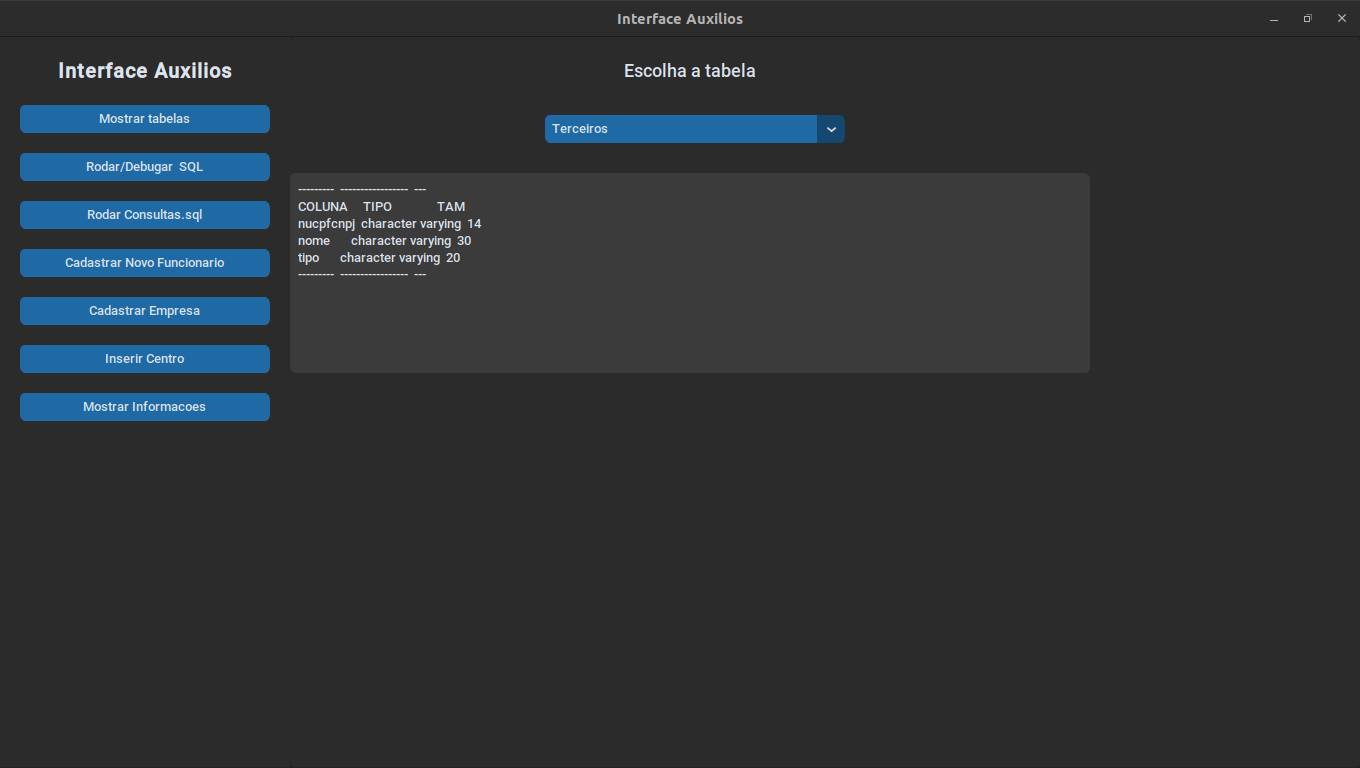 Interface Auxilios
Interface Auxilios
Mostrar tabelas
Rodar/Debugar  SQL
Rodar Consultas.sql
Cadastrar Novo Funcionario
Cadastrar Empresa
Inserir Centro
Mostrar Informacoes
Escolha a tabela
Terceiros
---------  -----------------  ---
COLUNA     TIPO               TAM
nucpfcnpj  character varying  14
nome       character varying  30
tipo       character varying  20
---------  -----------------  ---